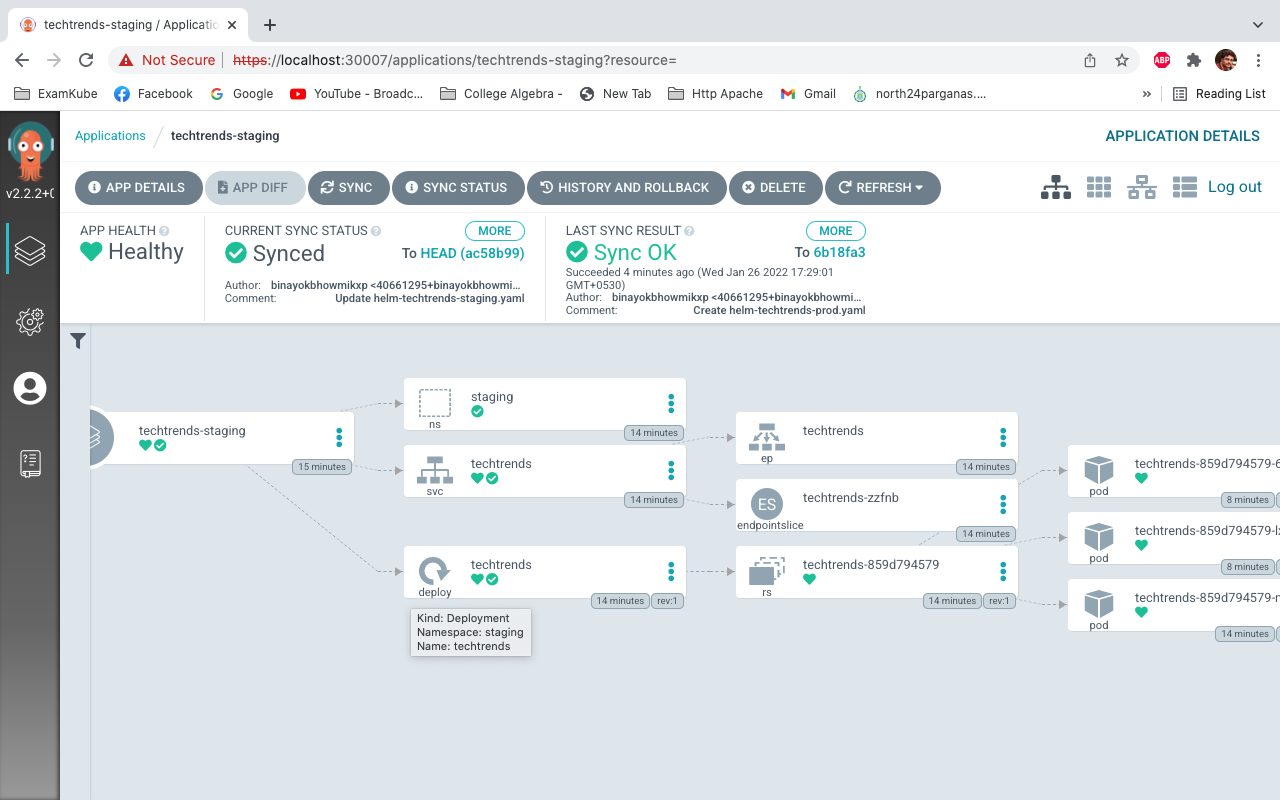 techtrends-staging / Applicatio
Not Secure
https://localhost:30007/applications/techtrends-staging?resource=
ABP
ExamKube
Facebook
Google
YouTube - Broadc...
College Algebra -
New Tab
Http Apache
Gmail
north24parganas....
»
Reading List
v2.2.2+0
Applications
techtrends-staging
APPLICATION DETAILS
APP DETAILS
APP DIFF
SYNC
SYNC STATUS
HISTORY AND ROLLBACK
DELETE
REFRESH
Log out
APP HEALTH
Healthy
CURRENT SYNC STATUS
MORE
Synced
To HEAD (ac58b99)
Author: binayokbhowmikxp <40661295+binayokbhowmi...
Comment: Update helm-techtrends-staging.yaml
LAST SYNC RESULT
MORE
Sync OK
To 6b18fa3
Succeeded 4 minutes ago (Wed Jan 26 2022 17:29:01
GMT+0530)
Author: binayokbhowmikxp <40661295+binayokbhowmi...
Comment: Create helm-techtrends-prod.yaml
techtrends-staging
15 minutes
staging
ns
14 minutes
techtrends
svc
14 minutes
techtrends
deploy
14 minutes
rev:1
Kind: Deployment
Namespace: staging
Name: techtrends
techtrends
ep
14 minutes
ES
techtrends-zzfnb
endpointslice
14 minutes
techtrends-859d794579
rs
14 minutes
rev:1
techtrends-859d794579-6
pod
8 minutes
techtrends-859d794579-lx
pod
8 minutes
techtrends-859d794579-
pod
14 minutes